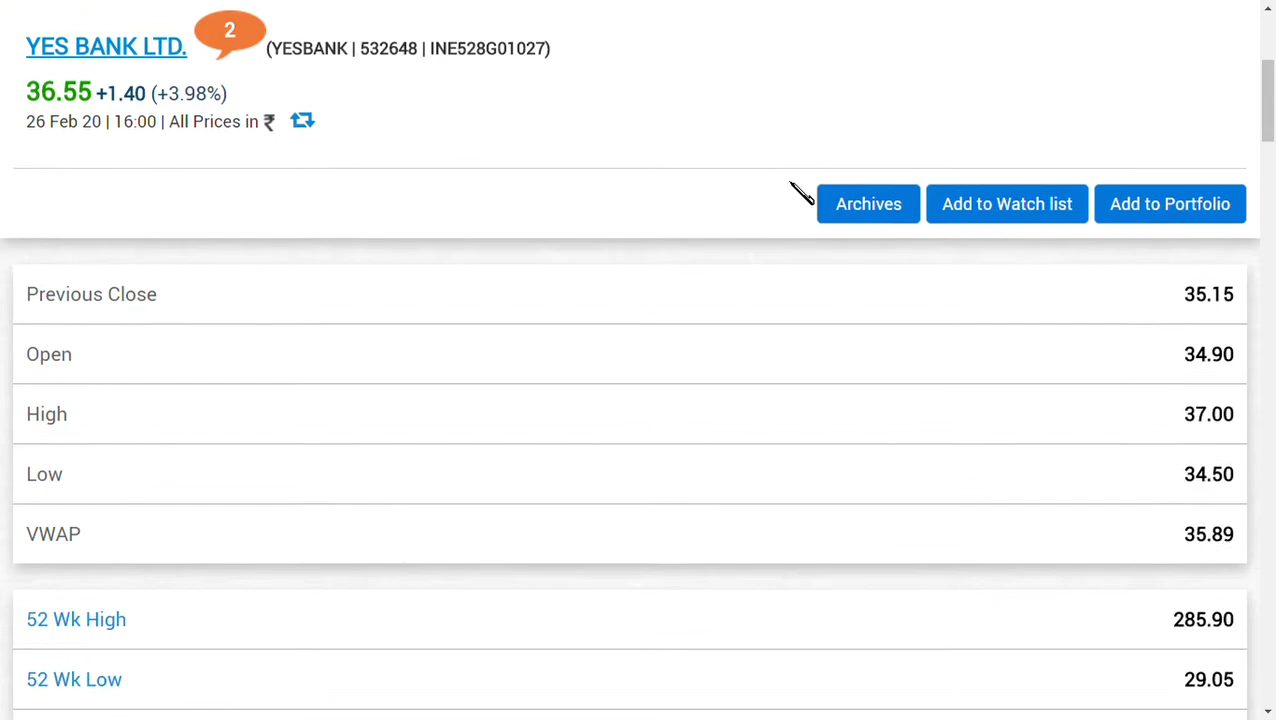 YES BANK LTD. 2 (YESBANK | 532648 | INE528G01027)
36.55 +1.40 (+3.98%)
26 Feb 20 | 16:00 | All Prices in ₹
Archives Add to Watch list Add to Portfolio
Previous Close 35.15
Open 34.90
High 37.00
Low 34.50
VWAP 35.89
52 Wk High 285.90
52 Wk Low 29.05